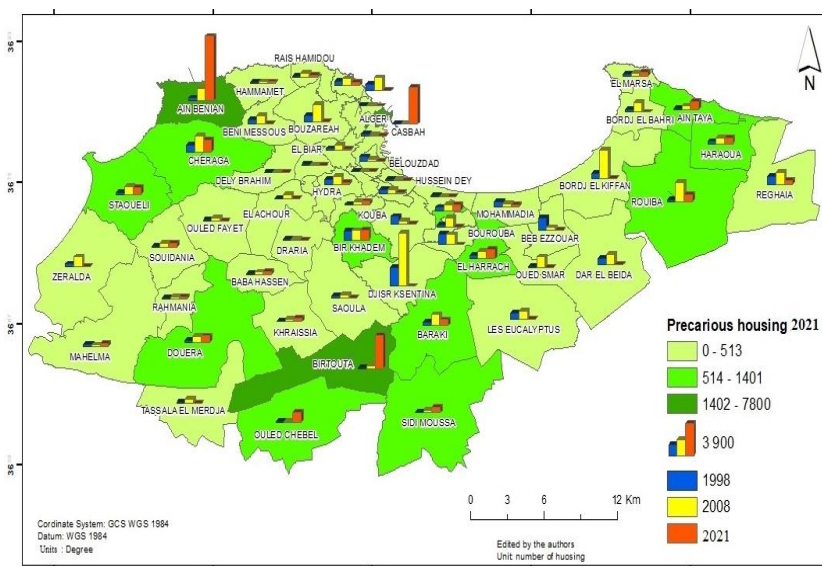 RAIS HAMIDOU
HAMMAMET
AIN BENIAN
BENI MESSOUS
BOUZAREAH
ALGER
CASBAH
EL MARSA
BORDJ EL BAHRI
AIN TAYA
N
CHERAGA
EL BIAR
BELOUZDAD
HARAOUA
DELY BRAHIM
HYDRA
HUSSEIN DEY
BORDJ EL KIFFAN
REGHAIA
STAOUELI
EL ACHOUR
KOUBA
MOHAMMADIA
ROUIBA
OULED FAYET
BOUROUBA
BEB EZZOUAR
SOUIDANIA
DRARIA
BIR KHADEM
EL HARRACH
OUED SMAR
DAR EL BEIDA
ZERALDA
BABA HASSEN
DJISR KSENTINA
RAHMANIA
SAOULA
KHRAISSIA
BARAKI
LES EUCALYPTUS
MAHELMA
DOUERA
BIRTOUTA
TASSALA EL MERDJA
OULED CHEBEL
SIDI MOUSSA
Precarious housing 2021
0 - 513
514 - 1401
1402 - 7800
3 900
1998
2008
2021
0 3 6 12 Km
Cordinate System: GCS WGS 1984
Datum: WGS 1984
Units : Degree
Edited by the authors
Unit: number of huosing